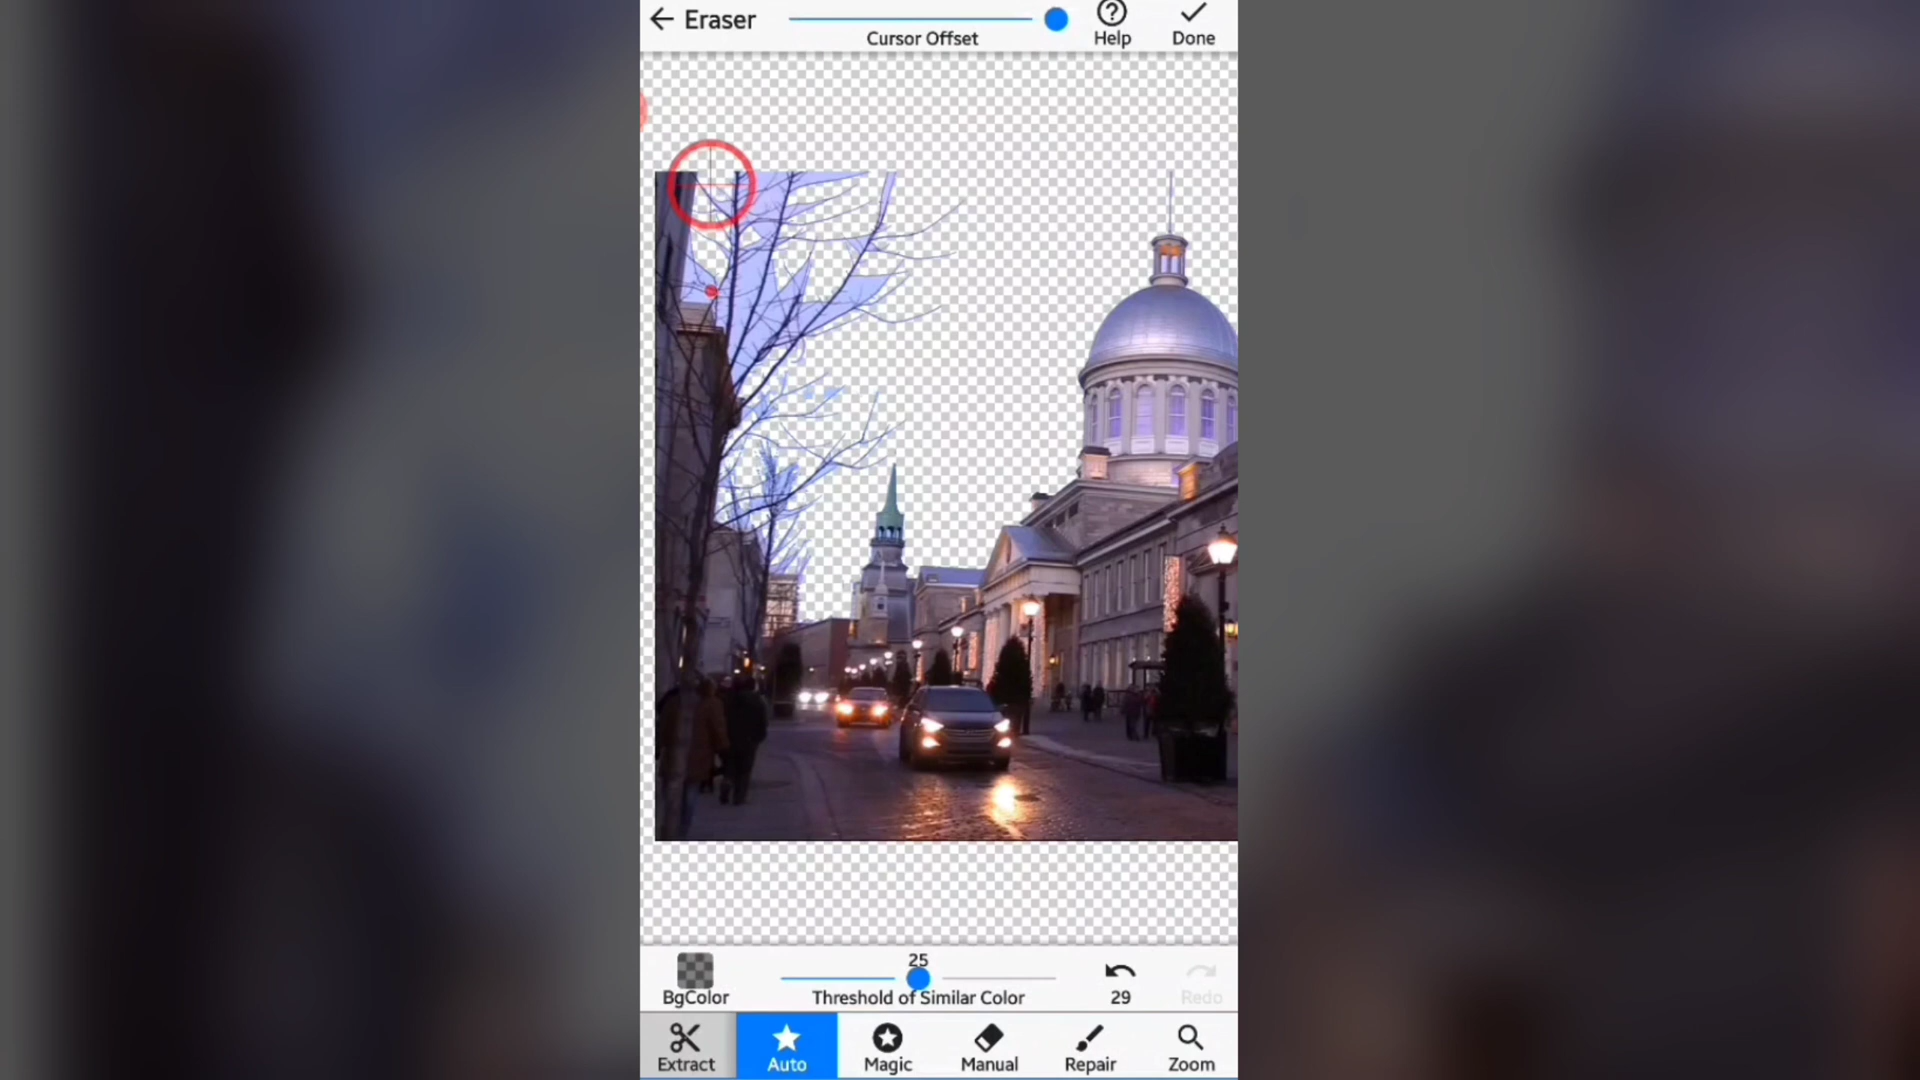 Eraser
Cursor Offset
Help
Done
BgColor
25
Threshold of Similar Color
29
Redo
Extract
Auto
Magic
Manual
Repair
Zoom